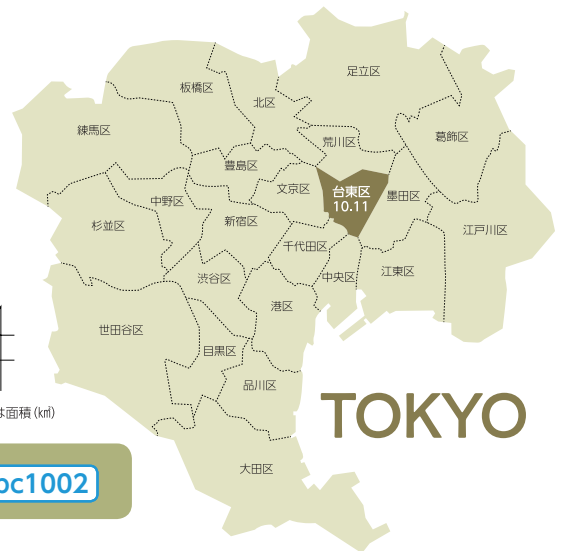 足立区
板橋区
北区
練馬区
荒川区
葛飾区
豊島区
文京区
台東区
10.11
墨田区
中野区
新宿区
杉並区
江戸川区
千代田区
渋谷区
中央区
江東区
港区
世田谷区
目黒区
品川区
は面積(㎢)
TOKYO
大田区
pc1002